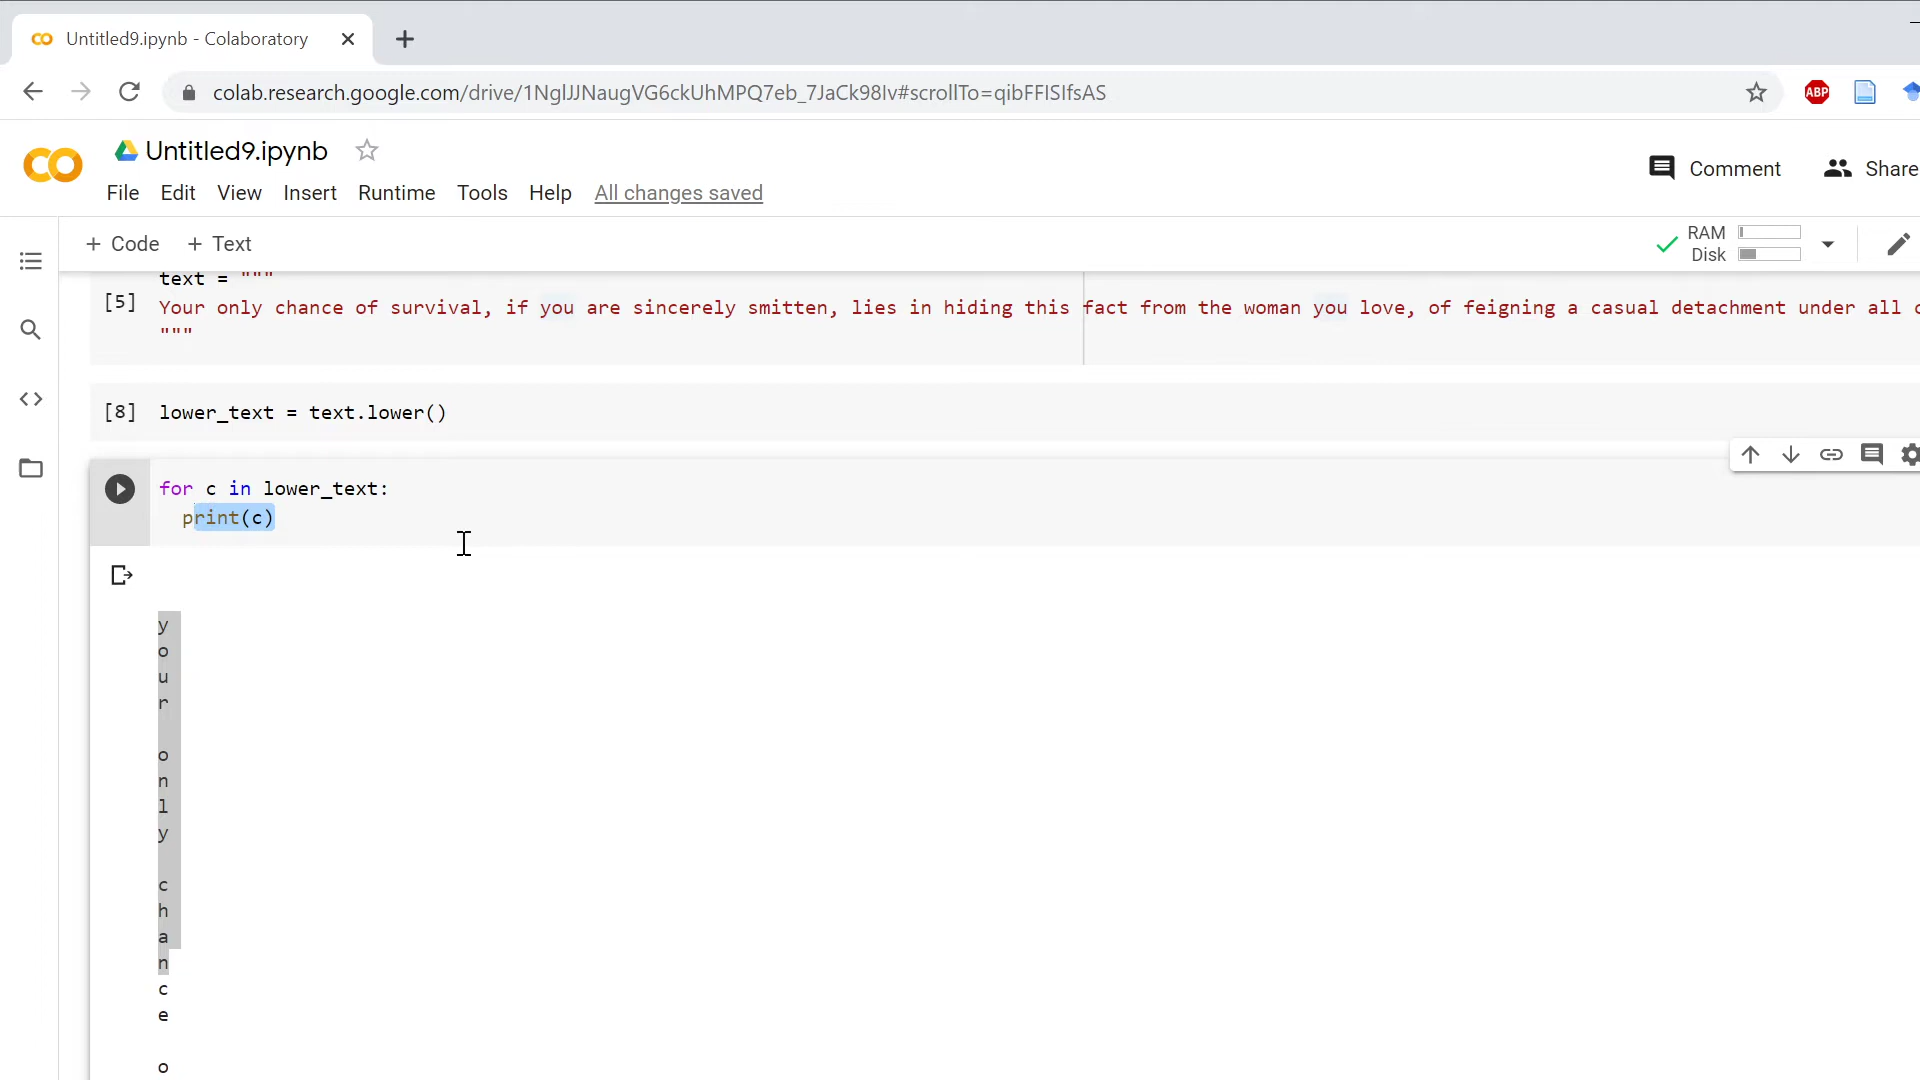 Untitled9.ipynb - Colaboratory
colab.research.google.com/drive/1NglJJNaugVG6ckUhMPQ7eb_7JaCk98Iv#scrollTo=qibFFISIfsAS
ABP
Untitled9.ipynb
Comment
Share
File Edit View Insert Runtime Tools Help All changes saved
+ Code + Text
RAM
Disk
text = """
[5] Your only chance of survival, if you are sincerely smitten, lies in hiding this fact from the woman you love, of feigning a casual detachment under all c
"""
[8] lower_text = text.lower()
for c in lower_text:
print(c)
y
o
u
r
o
n
l
y
c
h
a
n
c
e
o